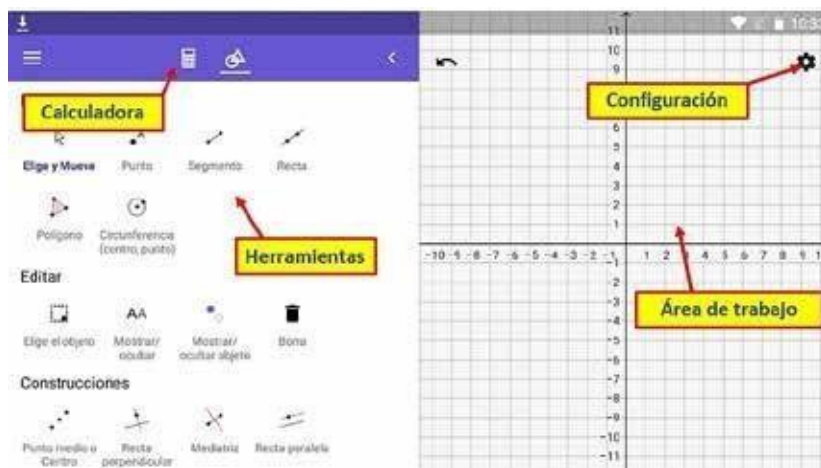 10:3
Calculadora
Configuración
Elige y Mueve
Punto
Segmento
Recta
Polígono
Circunferencia
(centro, punto)
Herramientas
Editar
Elige el objeto
Mostrar/
ocultar
Mostrar/
ocultar objeto
Borra
Construcciones
Punto medio o
Centro
Recta
perpendicular
Mediatriz
Recta paralela
11
10
9
6
5
4
3
2
1
-10 -9 -8 -7 -6 -5 -4 -3 -2 -1
1 2 4 5 6 7 8 9 1
Área de trabajo
-2
-3
-4
-5
-6
-7
-8
-9
-10
-11